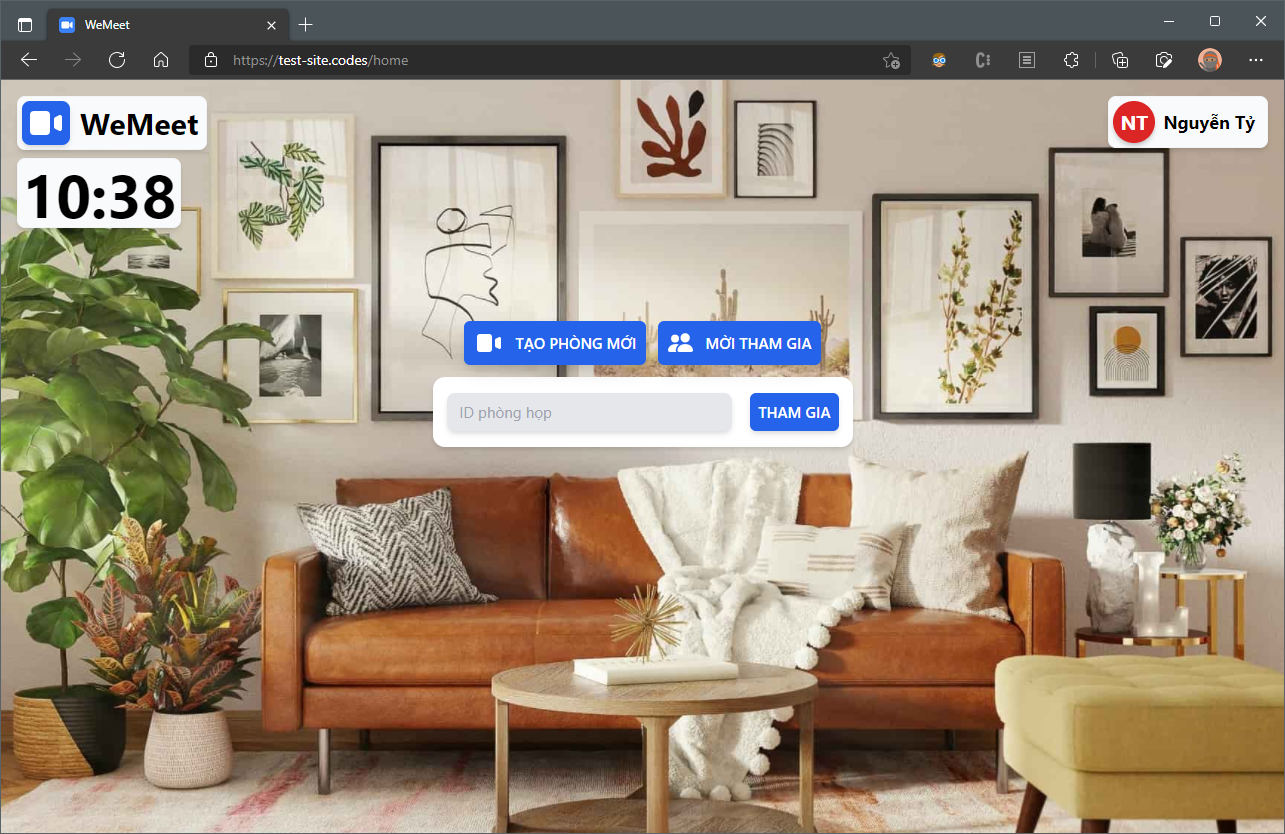 WeMeet
https://test-site.codes/home
WeMeet
NT Nguyễn Tỷ
10:38
TẠO PHÒNG MỚI
MỜI THAM GIA
ID phòng họp
THAM GIA